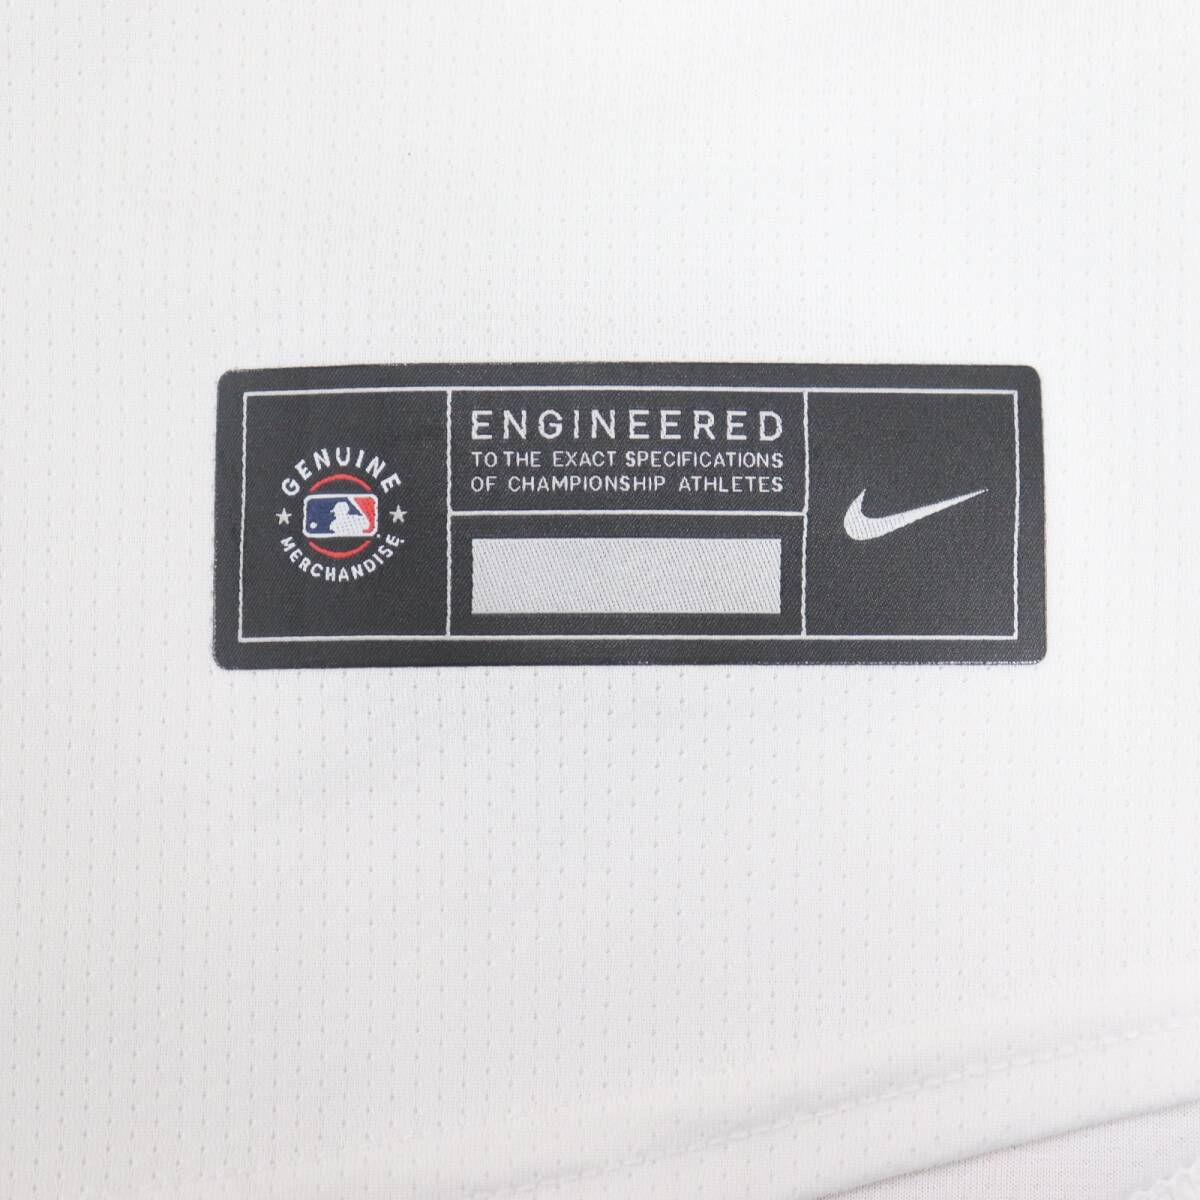 GENUINE
MERCHANDISE
ENGINEERED
TO THE EXACT SPECIFICATIONS
OF CHAMPIONSHIP ATHLETES